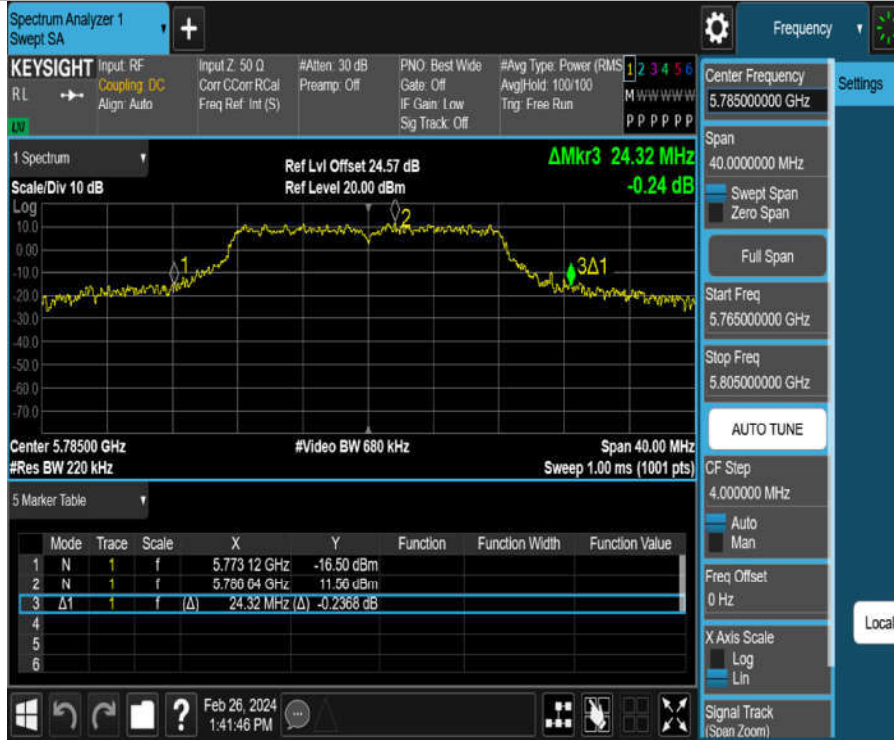 Spectrum Analyzer 1
Swept SA
+
Frequency
KEYSIGHT
Input: RF
Input Z: 50 Ω
#Atten: 30 dB
PNO: Best Wide
#Avg Type: Power (RMS
1 2 3 4 5 6
RL
Coupling: DC
Corr CCorr RCal
Preamp: Off
Gate: Off
Avg|Hold: 100/100
M W W W W W
Align: Auto
Freq Ref: Int (S)
IF Gain: Low
Trig: Free Run
P P P P P P
LXI
Sig Track: Off
1 Spectrum
Ref Lvl Offset 24.57 dB
ΔMkr3 24.32 MHz
Scale/Div 10 dB
Ref Level 20.00 dBm
-0.24 dB
Log
10.0
0.00
-10.0
-20.0
-30.0
-40.0
-50.0
-60.0
-70.0
1
2
3Δ1
Center 5.78500 GHz
#Video BW 680 kHz
Span 40.00 MHz
#Res BW 220 kHz
Sweep 1.00 ms (1001 pts)
5 Marker Table
Mode Trace Scale X Y Function Function Width Function Value
1 N 1 f 5.773 12 GHz -16.50 dBm
2 N 1 f 5.786 64 GHz 11.56 dBm
3 Δ1 1 f (Δ) 24.32 MHz (Δ) -0.2368 dB
4
5
6
?
Feb 26, 2024
1:41:46 PM
Center Frequency
5.785000000 GHz
Settings
Span
40.0000000 MHz
Swept Span
Zero Span
Full Span
Start Freq
5.765000000 GHz
Stop Freq
5.805000000 GHz
AUTO TUNE
CF Step
4.000000 MHz
Auto
Man
Freq Offset
0 Hz
Local
X Axis Scale
Log
Lin
Signal Track
(Span Zoom)